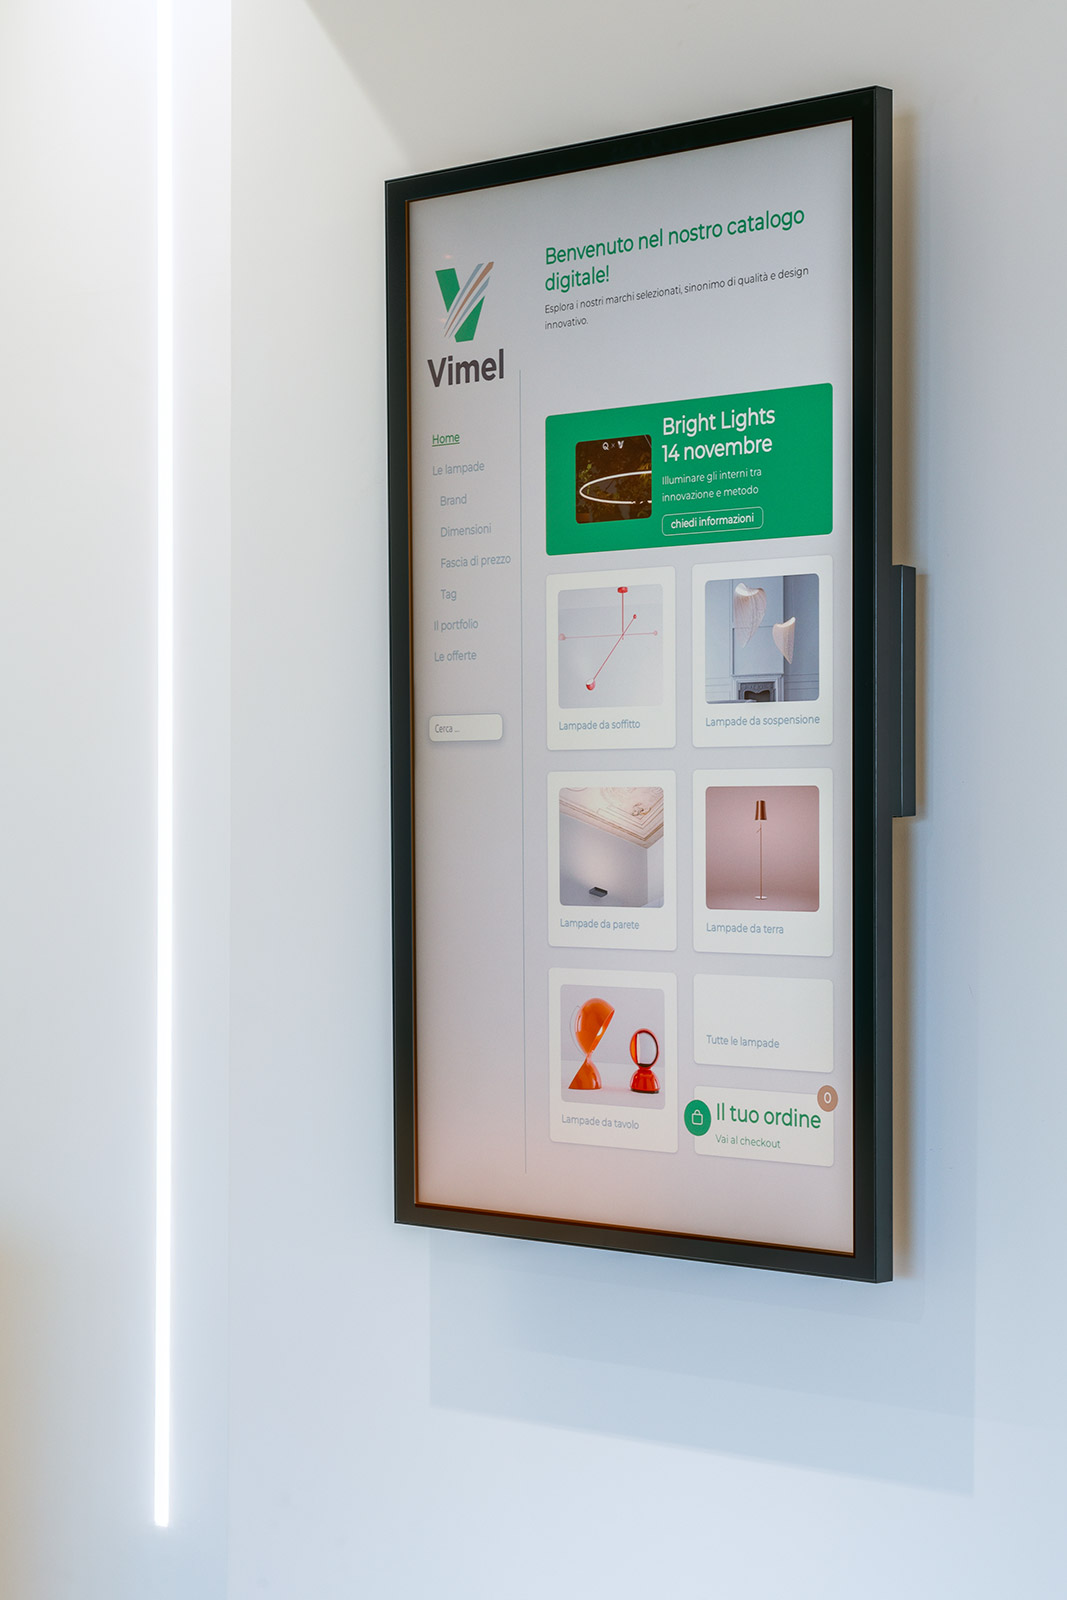 Vimel
Home
Le lampade
Brand
Dimensioni
Fascia di prezzo
Tag
Il portfolio
Le offerte
Cerca ...
Benvenuto nel nostro catalogo
digitale!
Esplora i nostri marchi selezionati, sinonimo di qualità e design
innovativo.
Bright Lights
14 novembre
Illuminare gli interni tra
innovazione e metodo
chiedi informazioni
Lampade da soffitto
Lampade da sospensione
Lampade da parete
Lampade da terra
Lampade da tavolo
Tutte le lampade
0
Il tuo ordine
Vai al checkout